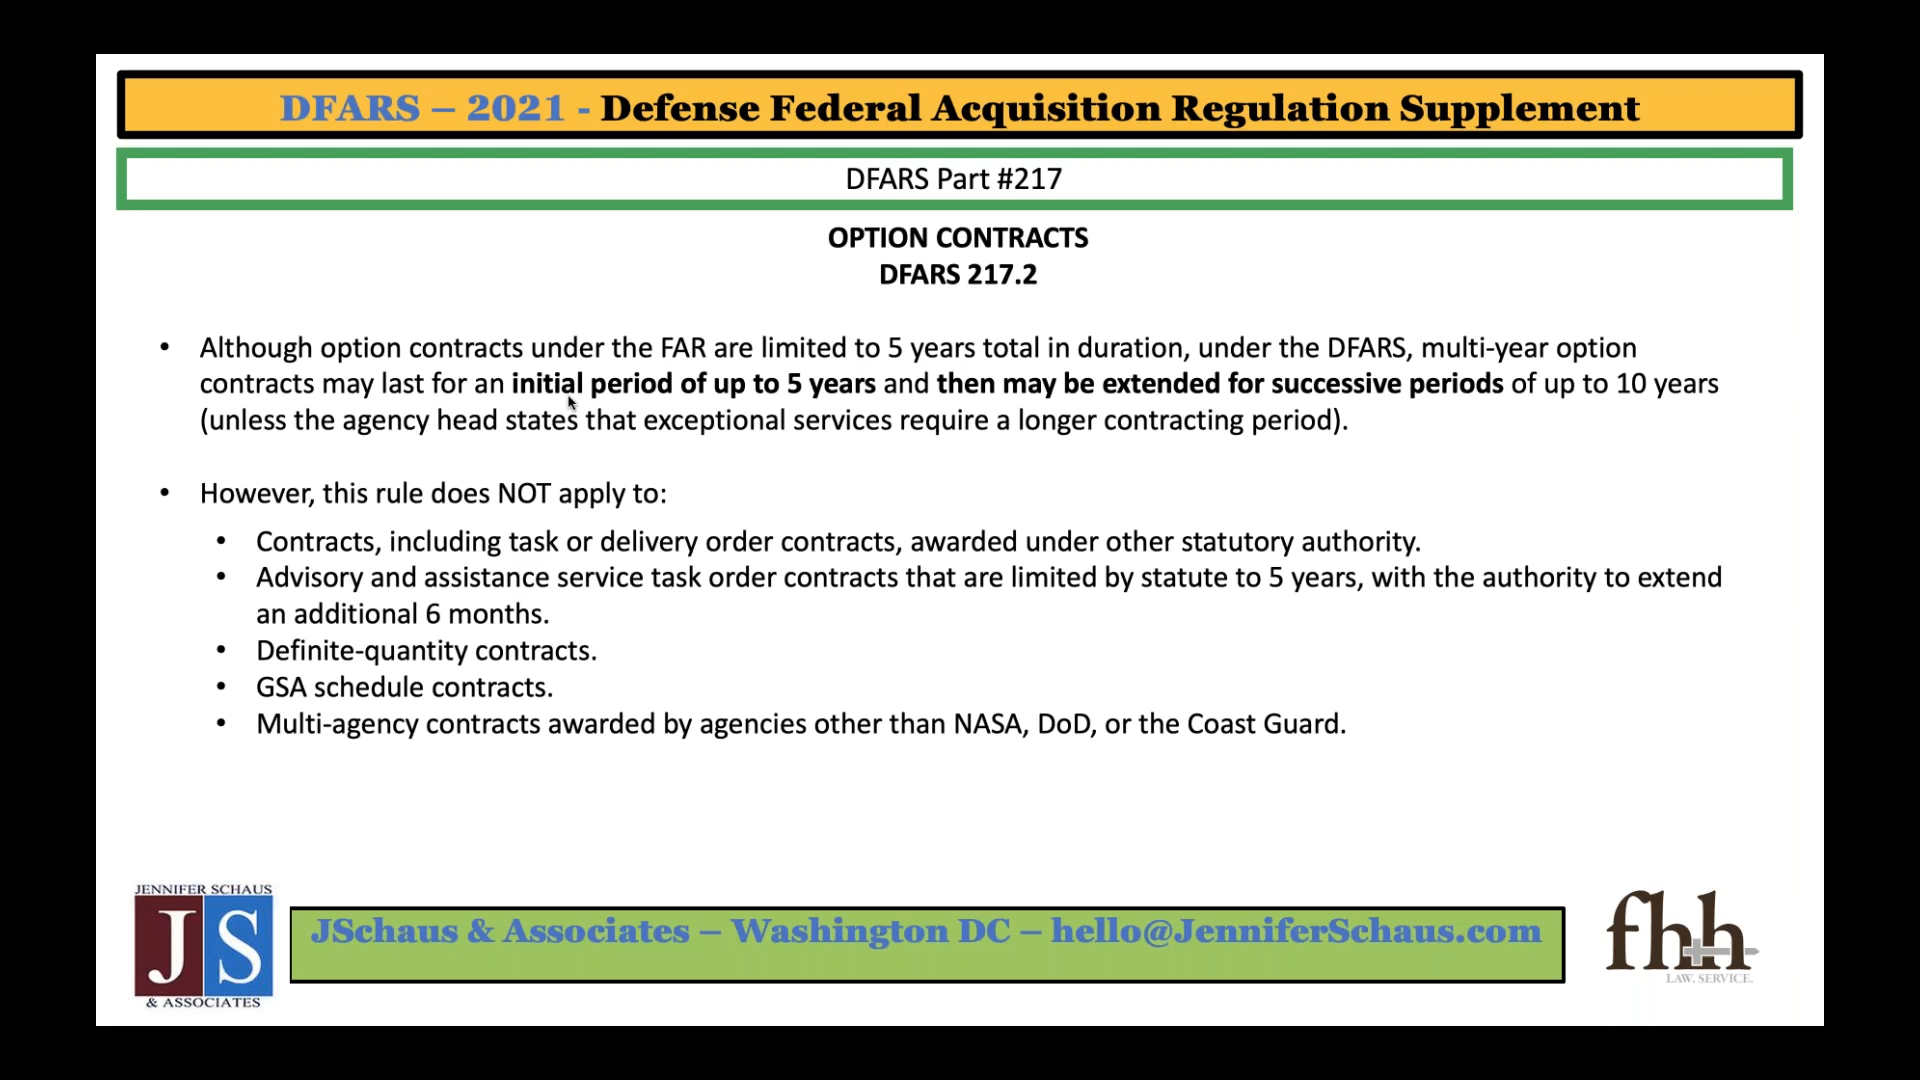 DFARS – 2021 - Defense Federal Acquisition Regulation Supplement
DFARS Part #217
OPTION CONTRACTS
DFARS 217.2
• Although option contracts under the FAR are limited to 5 years total in duration, under the DFARS, multi-year option
contracts may last for an initial period of up to 5 years and then may be extended for successive periods of up to 10 years
(unless the agency head states that exceptional services require a longer contracting period).
• However, this rule does NOT apply to:
• Contracts, including task or delivery order contracts, awarded under other statutory authority.
• Advisory and assistance service task order contracts that are limited by statute to 5 years, with the authority to extend
an additional 6 months.
• Definite-quantity contracts.
• GSA schedule contracts.
• Multi-agency contracts awarded by agencies other than NASA, DoD, or the Coast Guard.
JENNIFER SCHAUS
JS
& ASSOCIATES
JSchaus & Associates – Washington DC – hello@JenniferSchaus.com
fhh
LAW. SERVICE.